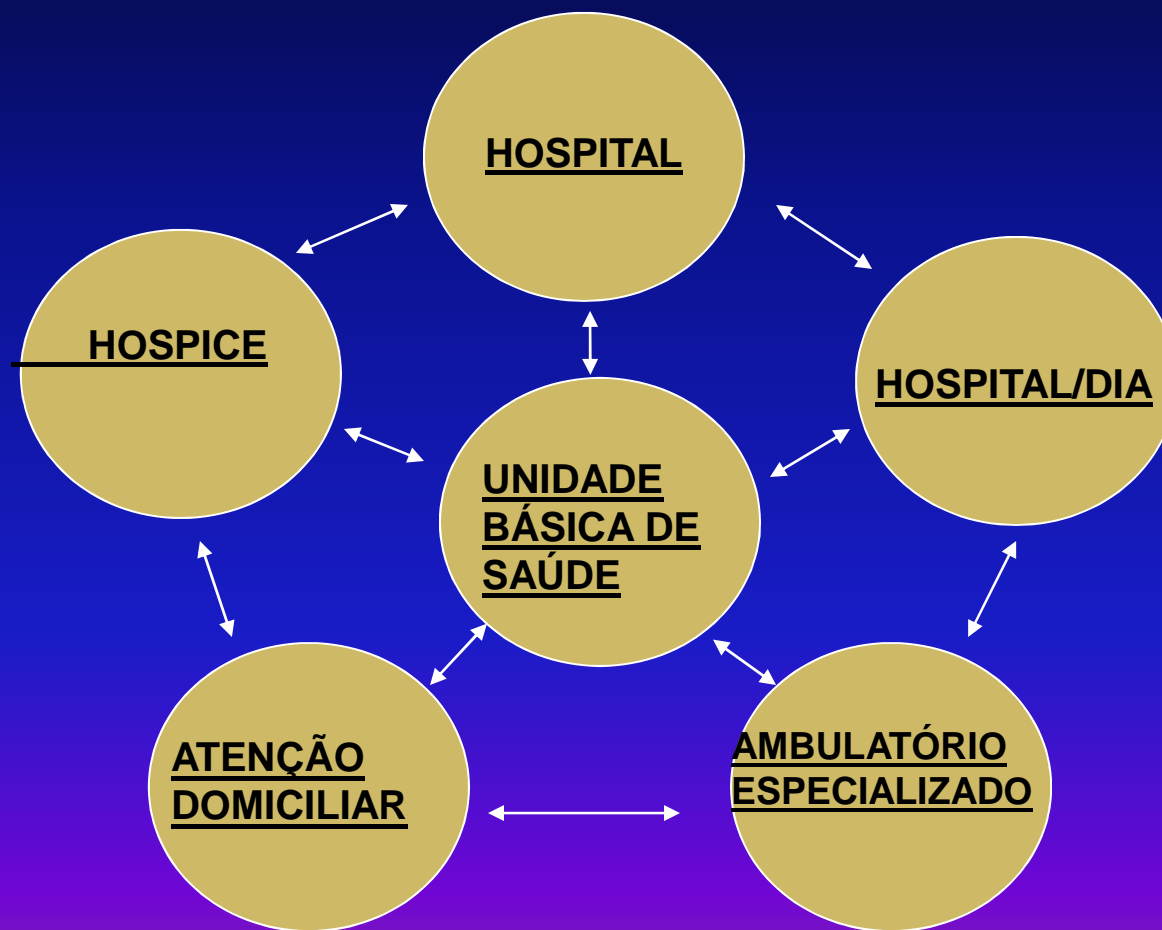 HOSPITAL
HOSPICE
HOSPITAL/DIA
UNIDADE
BÁSICA DE
SAÚDE
ATENÇÃO
DOMICILIAR
AMBULATÓRIO
ESPECIALIZADO